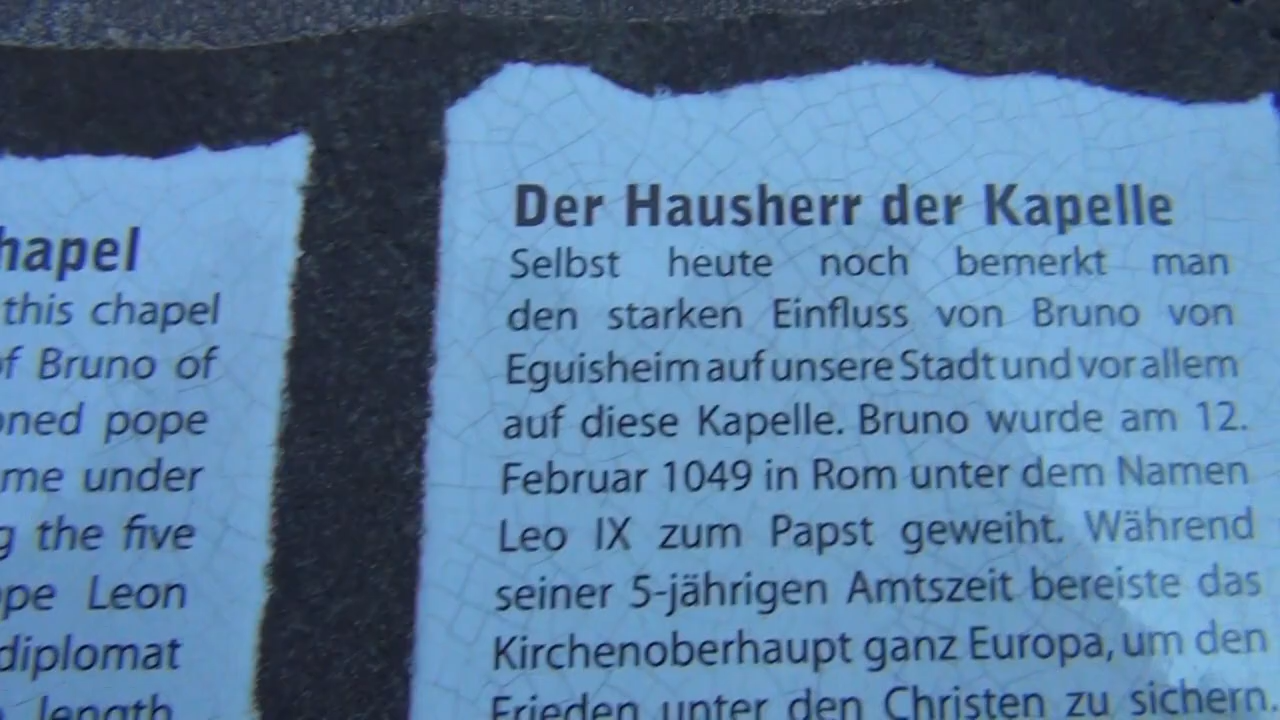 hapel
this chapel
of Bruno of
pope
me under
the five
Leon
diplomat
length
Der Hausherr der Kapelle
Selbst heute noch bemerkt man
den starken Einfluss von Bruno von
Eguisheim auf unsere Stadt und vor allem
auf diese Kapelle. Bruno wurde am 12.
Februar 1049 in Rom unter dem Namen
Leo IX zum Papst geweiht. Während
seiner 5-jährigen Amtszeit bereiste das
Kirchenoberhaupt ganz Europa, um den
Frieden unter den Christen zu sichern.